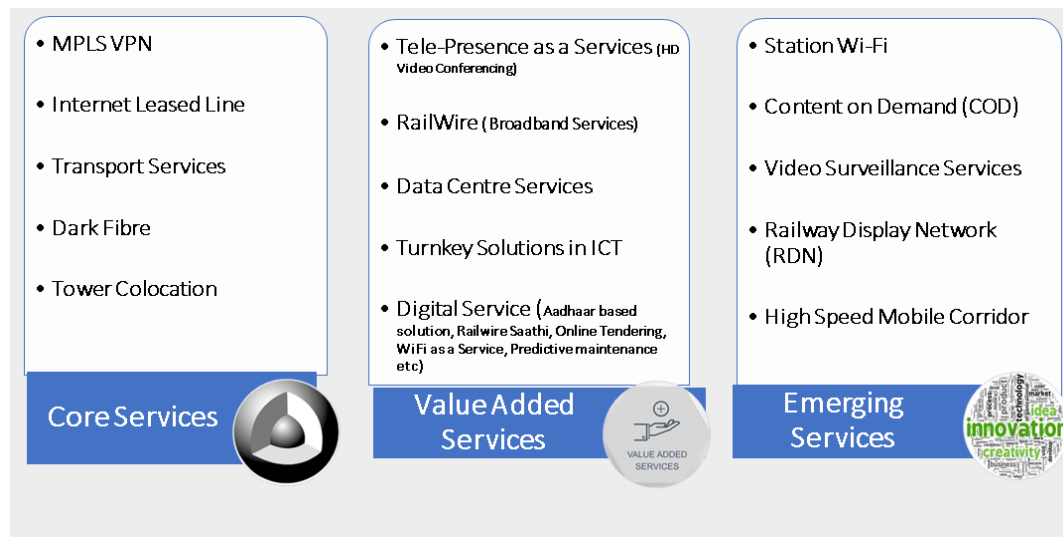 • MPLS VPN
• Internet Leased Line
• Transport Services
• Dark Fibre
• Tower Colocation
Core Services
• Tele-Presence as a Services (HD
Video Conferencing)
• RailWire (Broadband Services)
• Data Centre Services
• Turnkey Solutions in ICT
• Digital Service (Aadhaar based
solution, Railwire Saathi, Online Tendering,
WiFi as a Service, Predictive maintenance
etc)
Value Added
Services
VALUE ADDED
SERVICES
• Station Wi-Fi
• Content on Demand (COD)
• Video Surveillance Services
• Railway Display Network
(RDN)
• High Speed Mobile Corridor
Emerging
Services
market
technology
product
idea
innovation
creativity
business